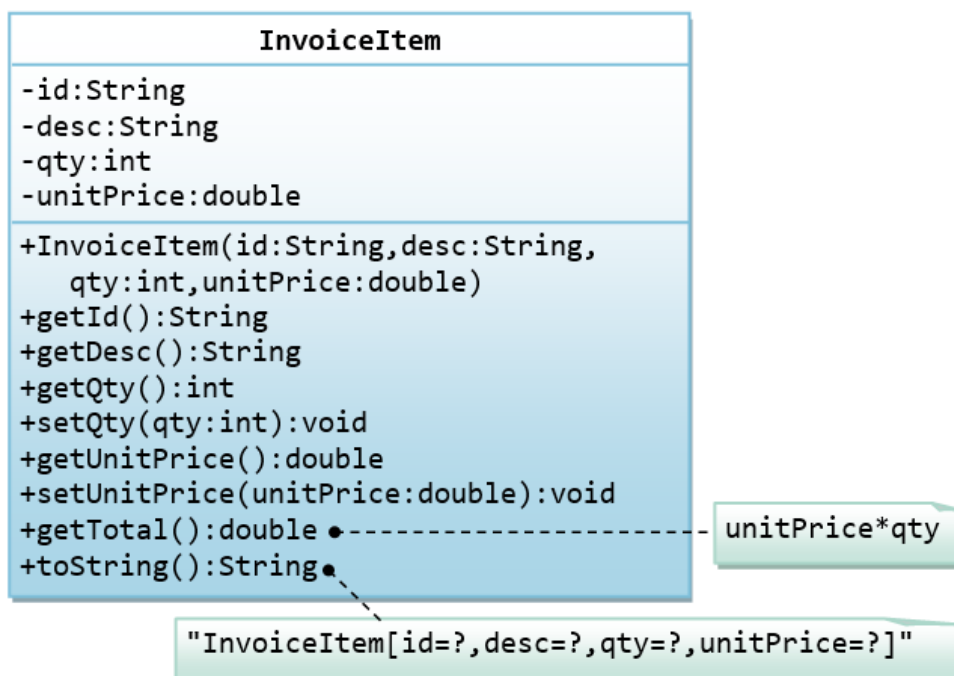 InvoiceItem
-id:String
-desc:String
-qty:int
-unitPrice:double
+InvoiceItem(id:String,desc:String,
qty:int,unitPrice:double)
+getId():String
+getDesc():String
+getQty():int
+setQty(qty:int):void
+getUnitPrice():double
+setUnitPrice(unitPrice:double):void
+getTotal():double
unitPrice*qty
+toString():String
"InvoiceItem[id=?,desc=?,qty=?,unitPrice=?]"